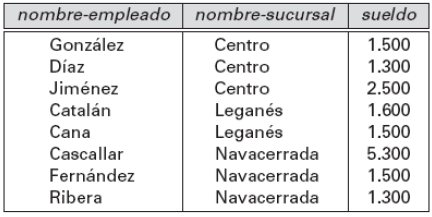 nombre-empleado nombre-sucursal sueldo
González Centro 1.500
Díaz Centro 1.300
Jiménez Centro 2.500
Catalán Leganés 1.600
Cana Leganés 1.500
Cascallar Navacerrada 5.300
Fernández Navacerrada 1.500
Ribera Navacerrada 1.300